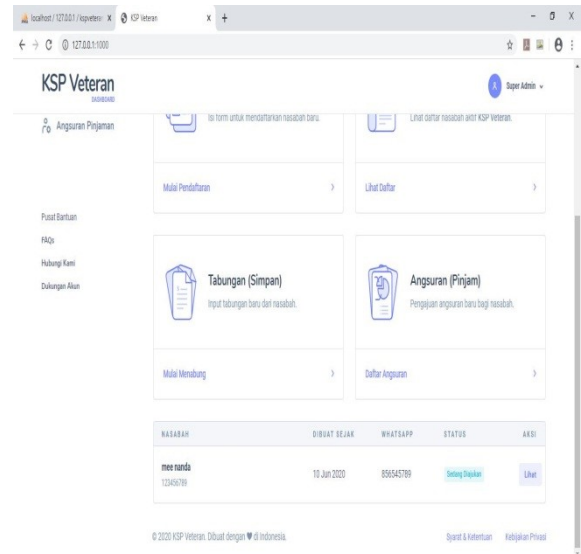 localhost / 127.0.0.1 / kspvetera
KSP Veteran
127.0.0.1:1000
KSP Veteran
DASHBOARD
Super Admin
Angsuran Pinjaman
Isi form untuk mendaftarkan nasabah baru.
Lihat daftar nasabah aktif KSP Veteran.
Mulai Pendaftaran
Lihat Daftar
Pusat Bantuan
FAQs
Hubungi Kami
Dukungan Akun
Tabungan (Simpan)
Input tabungan baru dari nasabah.
Angsuran (Pinjam)
Pengajuan angsuran baru bagi nasabah.
Mulai Menabung
Daftar Angsuran
NASABAH DIBUAT SEJAK WHATSAPP STATUS AKSI
mee nanda 10 Jun 2020 856545789 Sedang Diajukan Lihat
123456789
© 2020 KSP Veteran. Dibuat dengan ♥ di Indonesia.
Syarat & Ketentuan Kebijakan Privasi